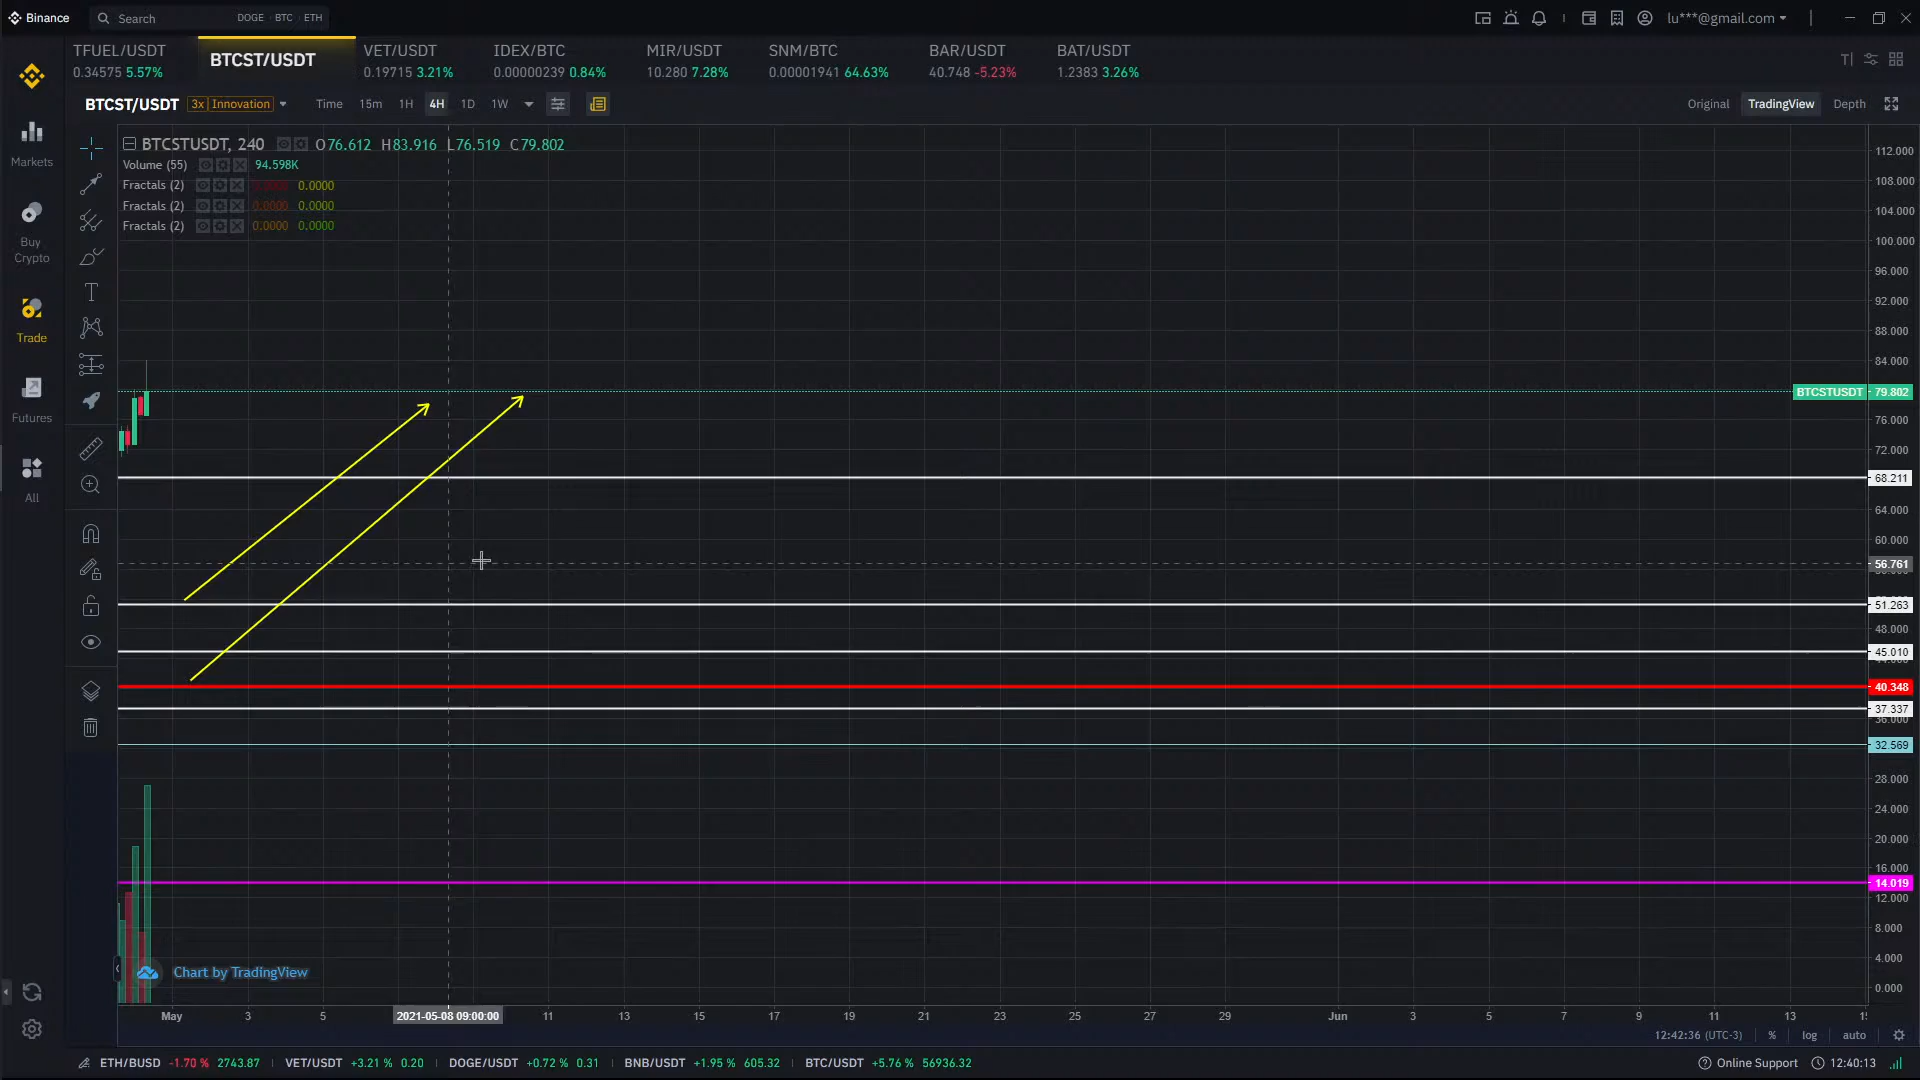 Binance Search DOGE · BTC · ETH lu***@gmail.com
TFUEL/USDT BTCST/USDT VET/USDT IDEX/BTC MIR/USDT SNM/BTC BAR/USDT BAT/USDT
0.34575 5.57% 0.19715 3.21% 0.00000239 0.84% 10.280 7.28% 0.00001941 64.63% 40.748 -5.23% 1.2383 3.26%
BTCST/USDT 3x Innovation Time 15m 1H 4H 1D 1W Original TradingView Depth
BTCSTUSDT, 240 O76.612 H83.916 L76.519 C79.802
Volume (55) 94.598K
Fractals (2) 0.0000 0.0000
Fractals (2) 0.0000 0.0000
Fractals (2) 0.0000 0.0000
Markets
Buy
Crypto
Trade
Futures
All
112.000
108.000
104.000
100.000
96.000
92.000
88.000
84.000
BTCSTUSDT 79.802
76.000
72.000
68.211
64.000
60.000
56.761
51.263
48.000
45.010
40.348
37.337
36.000
32.569
28.000
24.000
20.000
16.000
14.019
12.000
8.000
4.000
0.000
Chart by TradingView
May 3 5 2021-05-08 09:00:00 11 13 15 17 19 21 23 25 27 29 Jun 3 5 7 9 11 13
12:42:36 (UTC-3) % log auto
ETH/BUSD -1.70 % 2743.87 VET/USDT +3.21 % 0.20 DOGE/USDT +0.72 % 0.31 BNB/USDT +1.95 % 605.32 BTC/USDT +5.76 % 56936.32 Online Support 12:40:13